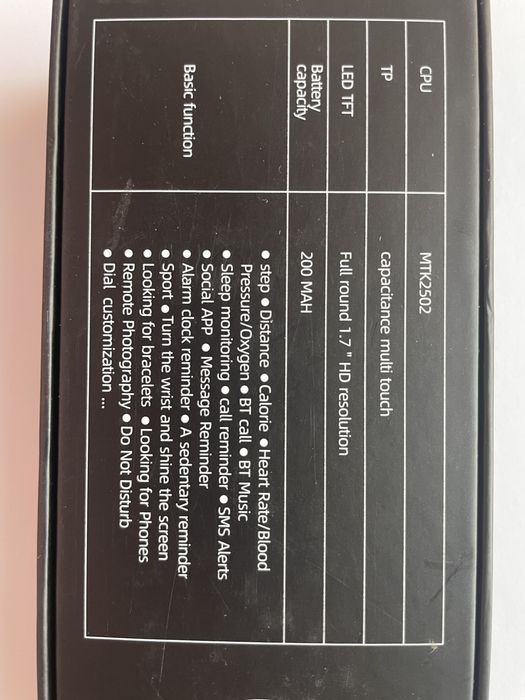 CPU MTK2502
TP capacitance multi touch
LED TFT Full round 1.7 " HD resolution
Battery capacity 200 MAH
Basic function
• step • Distance • Calorie • Heart Rate/Blood
Pressure/Oxygen • BT call • BT Music
• Sleep monitoring • call reminder • SMS Alerts
• Social APP • Message Reminder
• Alarm clock reminder • A sedentary reminder
• Sport • Turn the wrist and shine the screen
• Looking for bracelets • Looking for Phones
• Remote Photography • Do Not Disturb
• Dial customization ...